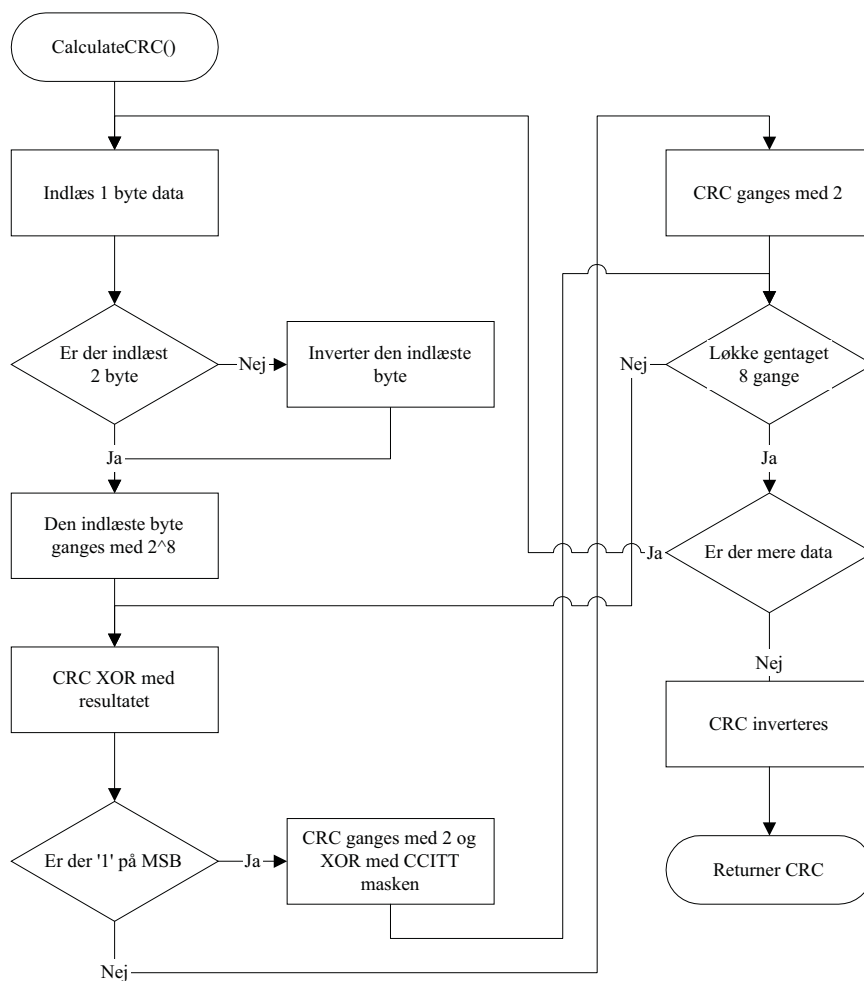 CalculateCRC()
Indlæs 1 byte data
Er der indlæst
2 byte
Nej
Inverter den indlæste
byte
Ja
Den indlæste byte
ganges med 2^8
CRC XOR med
resultatet
Er der '1' på MSB
Ja
CRC ganges med 2 og
XOR med CCITT
masken
Nej
CRC ganges med 2
Løkke gentaget
8 gange
Nej
Ja
Er der mere data
Ja
Nej
CRC inverteres
Returner CRC